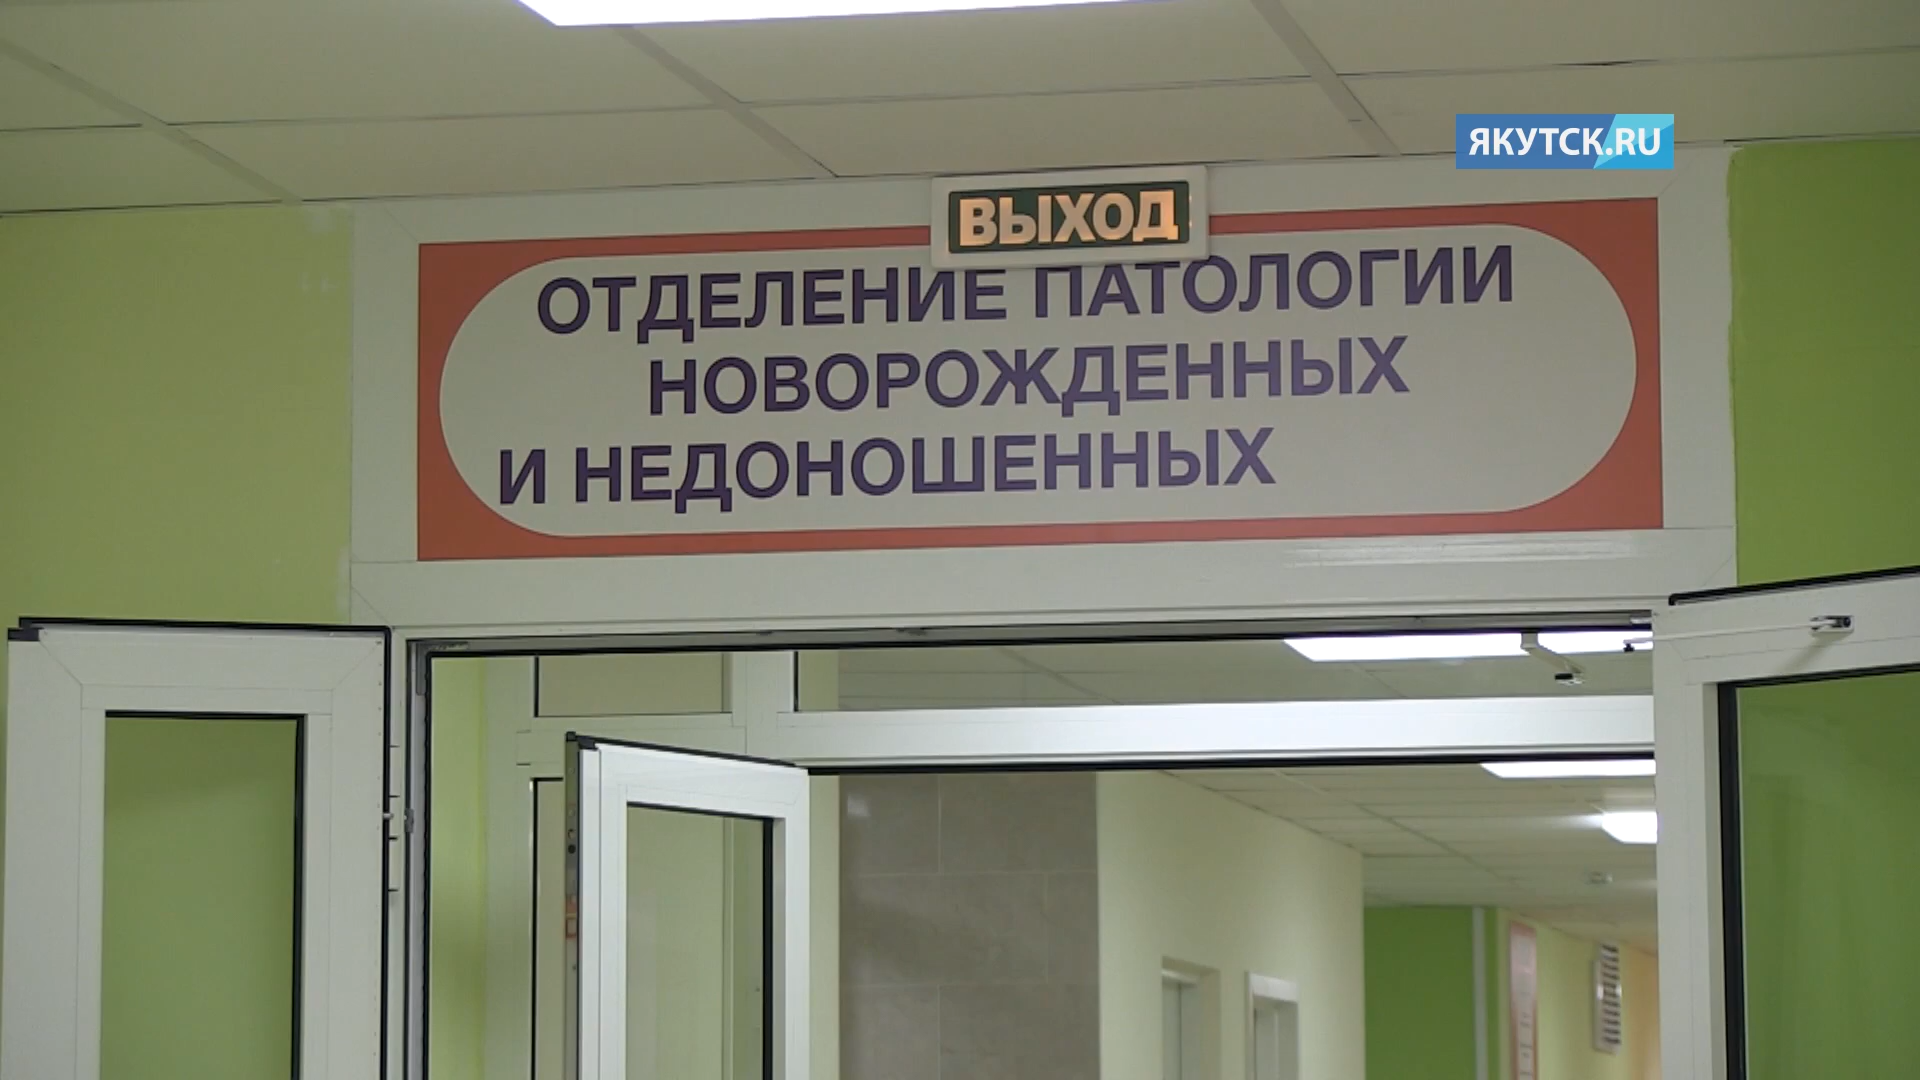 ЯКУТСК.RU
ВЫХОД
ОТДЕЛЕНИЕ ПАТОЛОГИИ
НОВОРОЖДЕННЫХ
И НЕДОНОШЕННЫХ